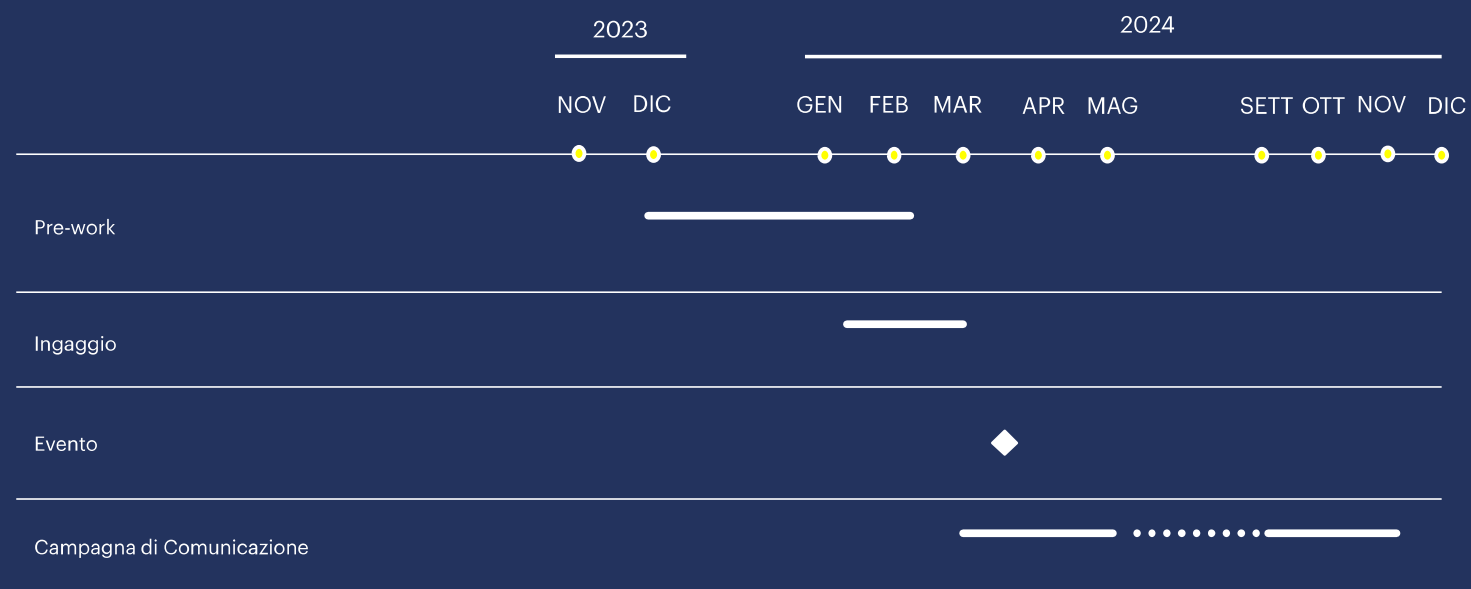 2023
2024
NOV DIC GEN FEB MAR APR MAG SETT OTT NOV DIC
Pre-work
Ingaggio
Evento
Campagna di Comunicazione